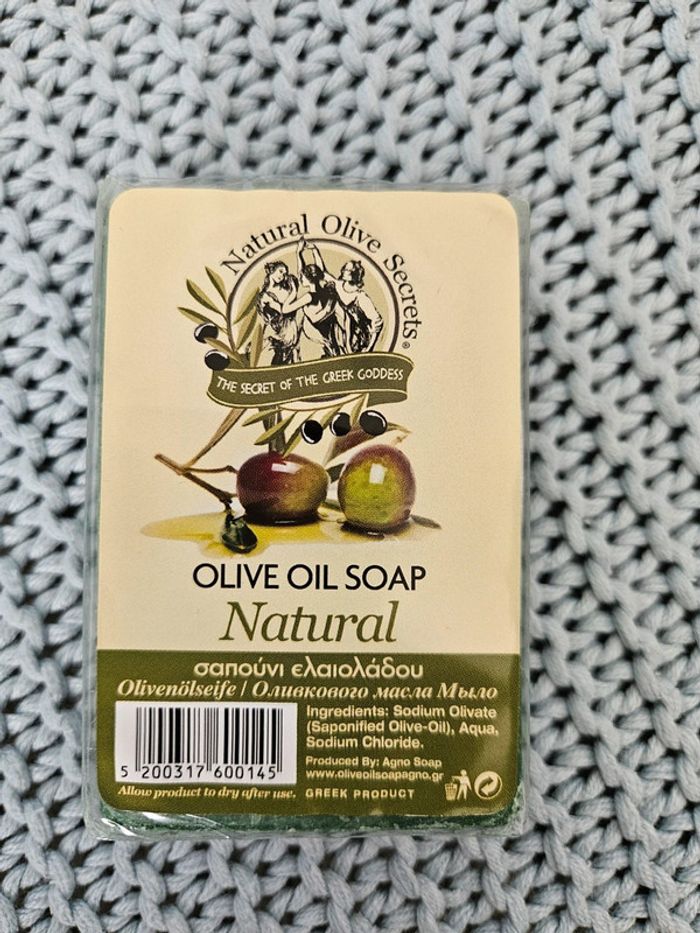 Natural Olive Secrets®
THE SECRET OF THE GREEK GODDESS
OLIVE OIL SOAP
Natural
σαπούνι ελαιολάδου
Olivenölseife / Оливкового масла Мыло
Ingredients: Sodium Olivate
(Saponified Olive-Oil), Aqua,
Sodium Chloride.
Produced By: Agno Soap
www.oliveoilsoapagno.gr
5 200317 600145
Allow product to dry after use. GREEK PRODUCT